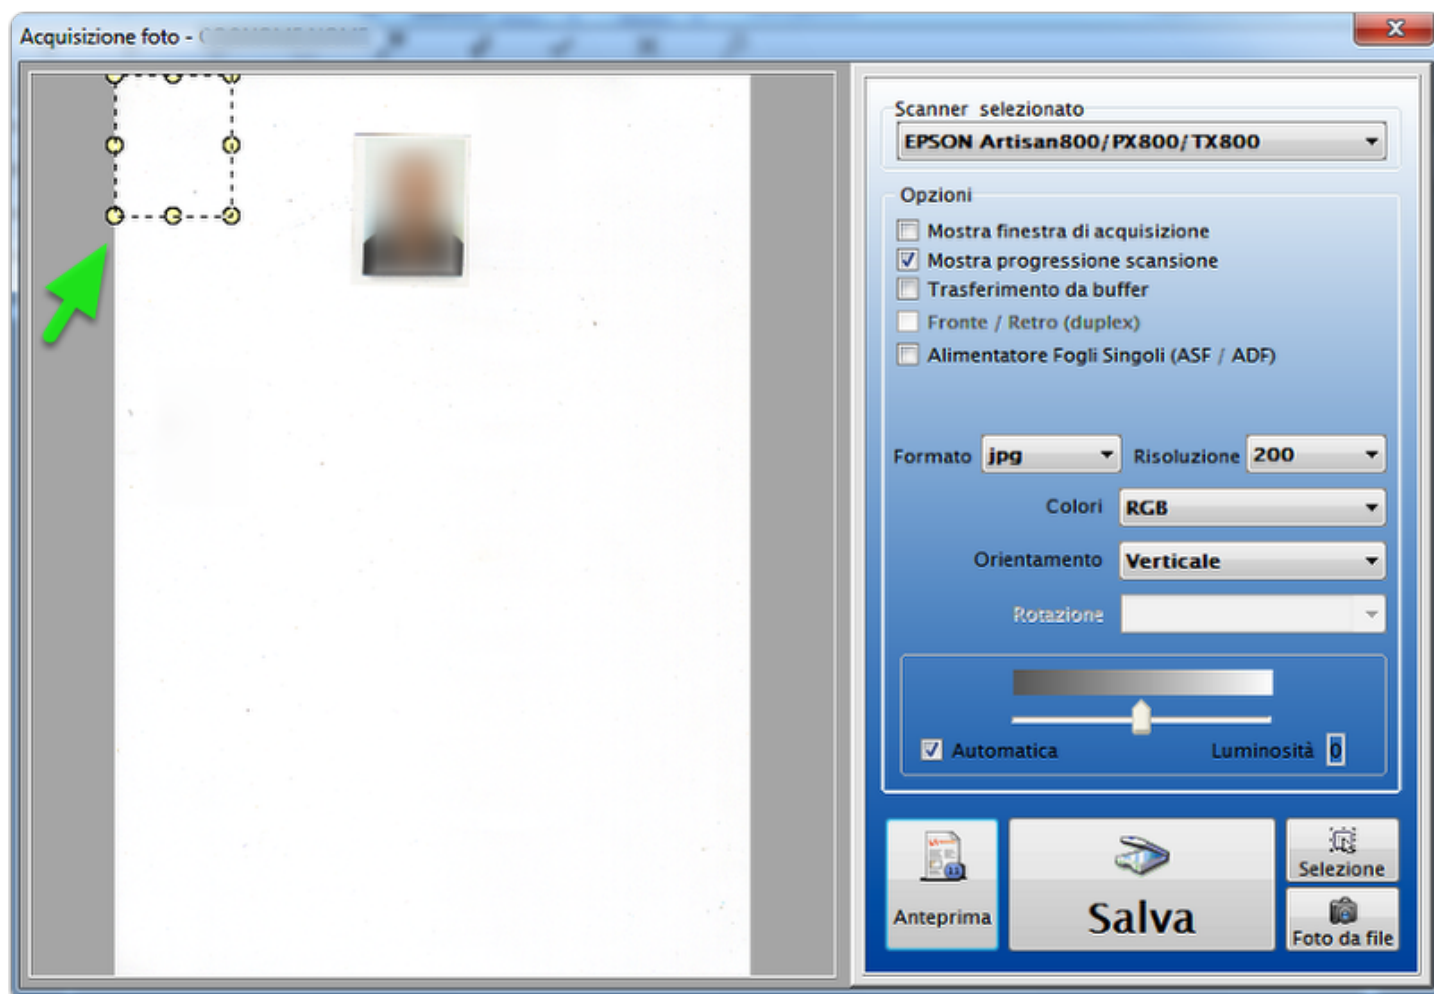 Acquisizione foto -
Scanner selezionato
EPSON Artisan800/PX800/TX800
Opzioni
Mostra finestra di acquisizione
Mostra progressione scansione
Trasferimento da buffer
Fronte / Retro (duplex)
Alimentatore Fogli Singoli (ASF / ADF)
Formato jpg Risoluzione 200
Colori RGB
Orientamento Verticale
Rotazione
Automatica Luminosità 0
Anteprima
Salva
Selezione
Foto da file